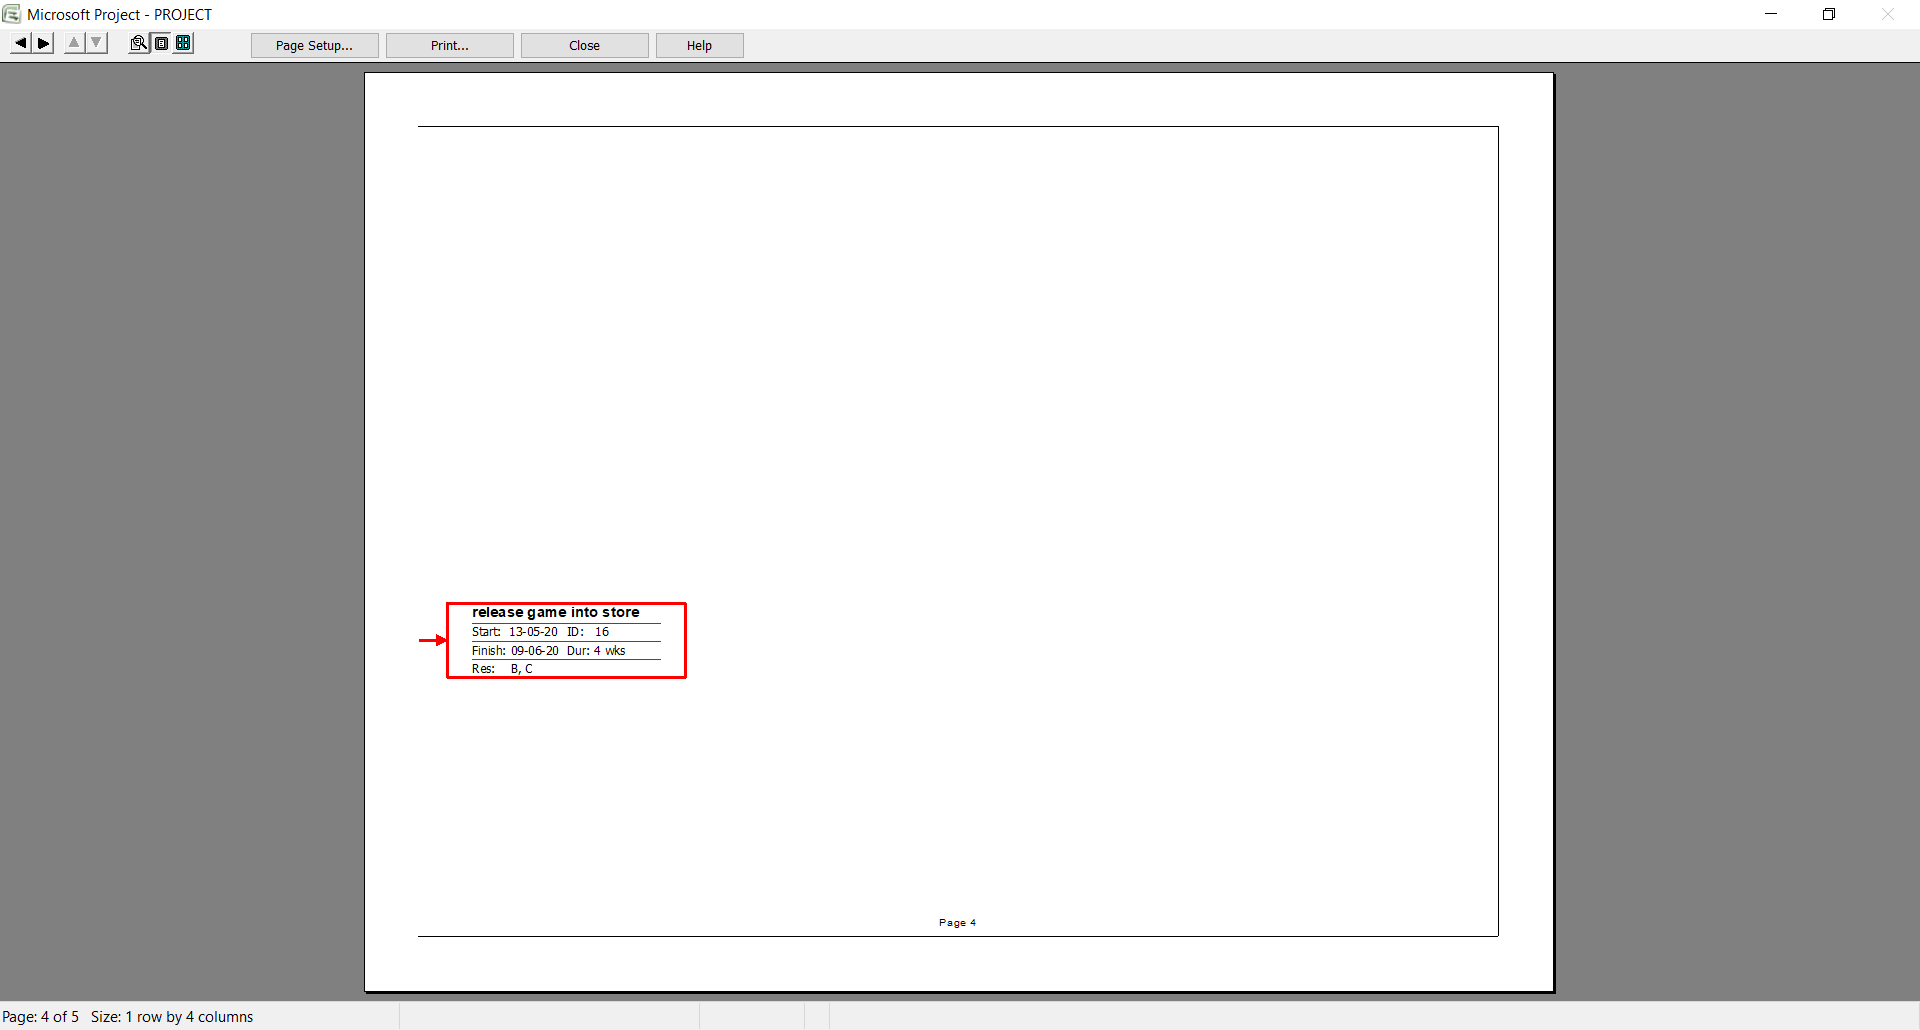 Microsoft Project - PROJECT
Page Setup... Print... Close Help
release game into store
Start: 13-05-20 ID: 16
Finish: 09-06-20 Dur: 4 wks
Res: B, C
Page 4
Page: 4 of 5 Size: 1 row by 4 columns